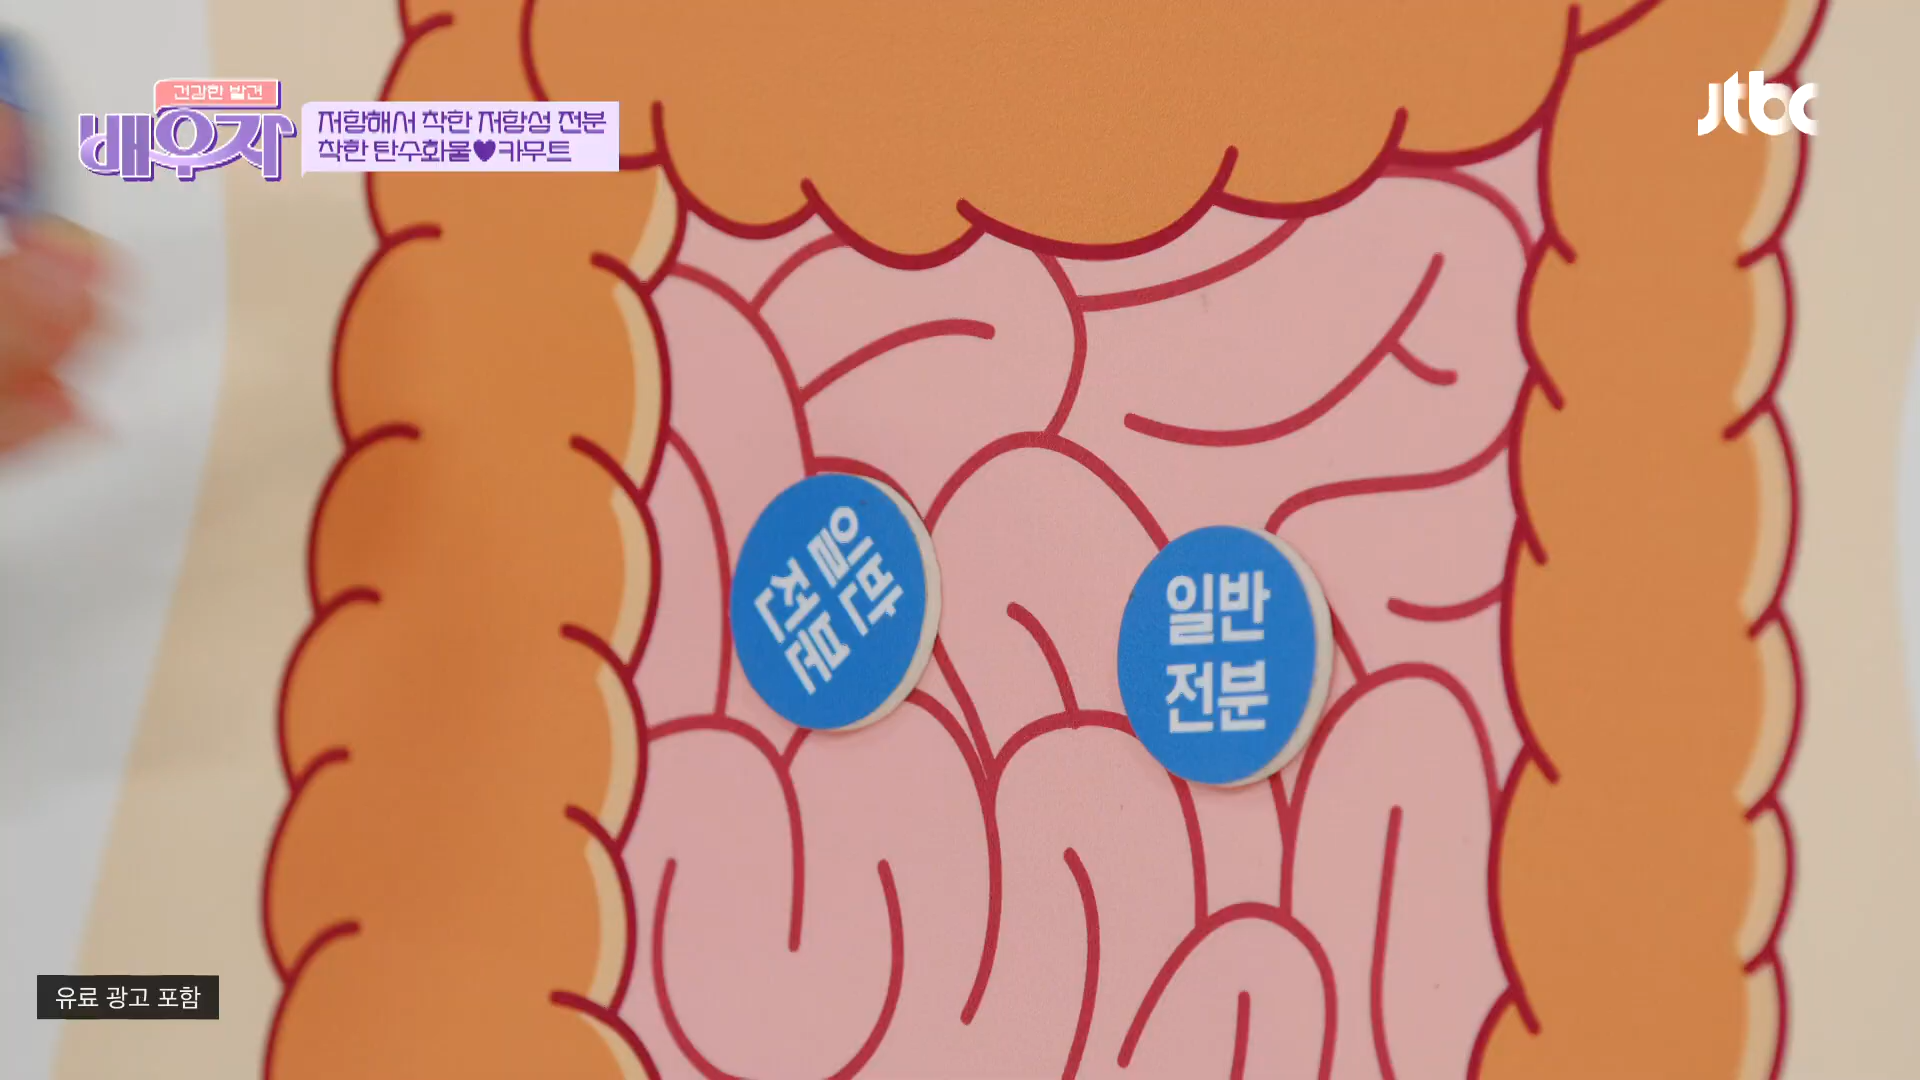 건강한 발견
배우자
저항해서 착한 저항성 전분
착한 탄수화물♥카무트
jtbc
일반
전분
일반
전분
유료 광고 포함